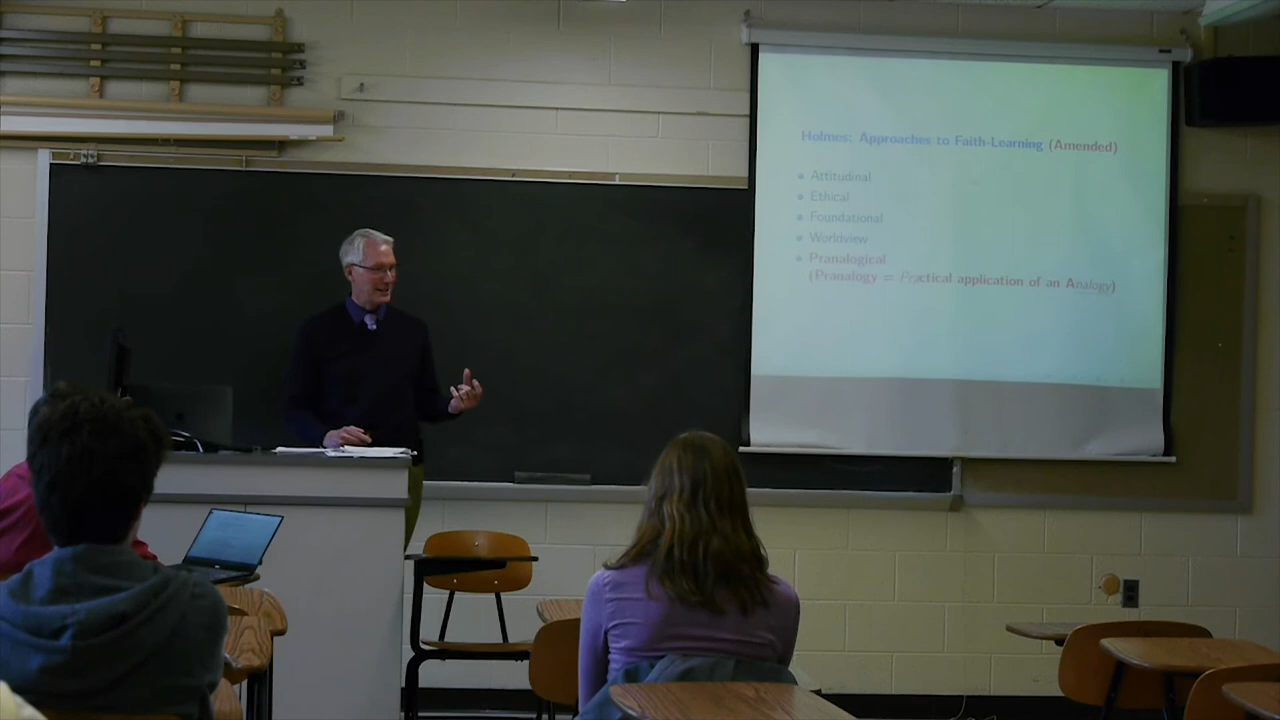 Holmes: Approaches to Faith-Learning (Amended)
Attitudinal
Ethical
Foundational
Worldview
Pranalogical
(Pranalogy = Practical application of an Analogy)